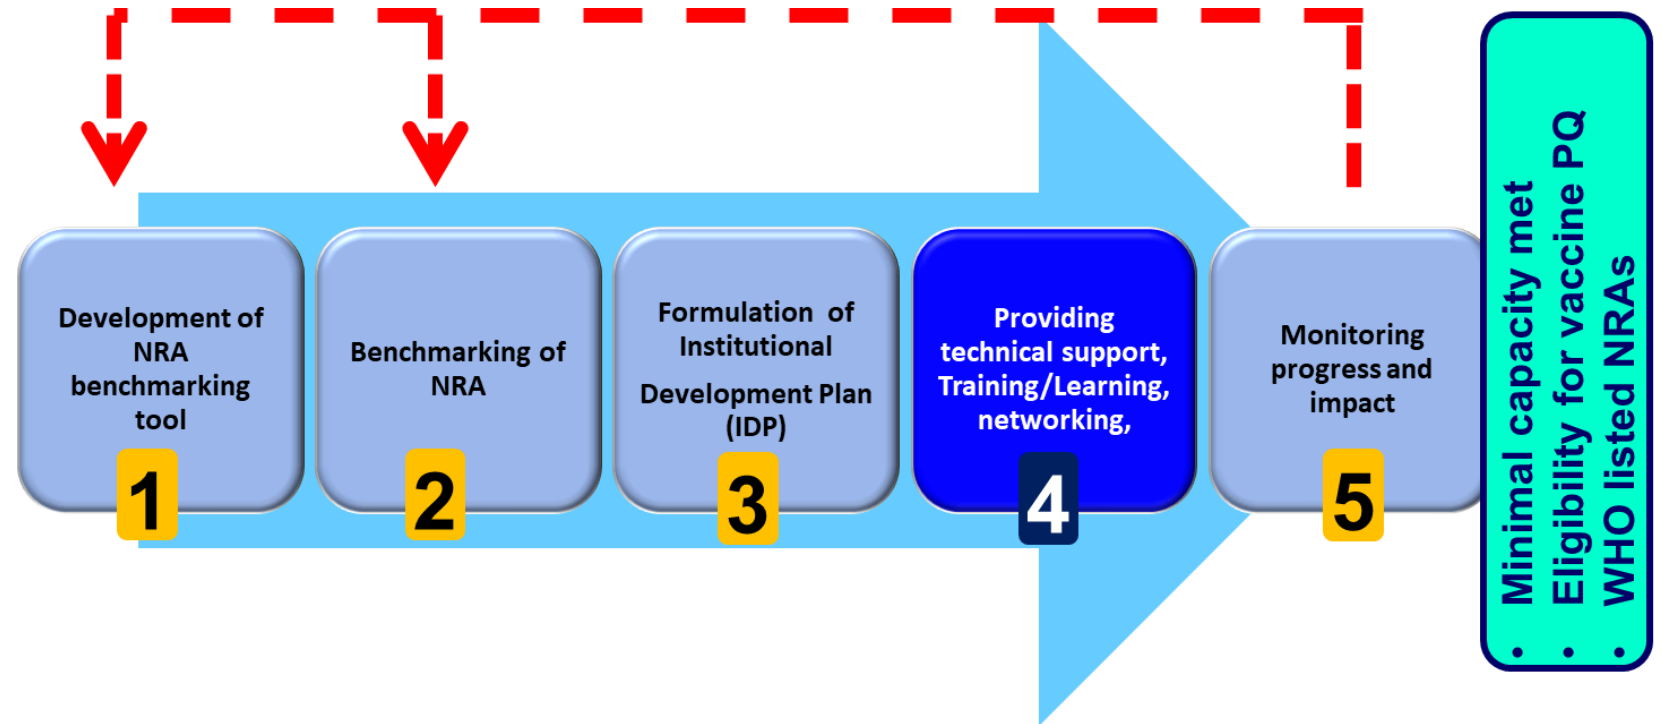 Development of
NRA
benchmarking
tool
1
Benchmarking of
NRA
2
Formulation of
Institutional
Development Plan
(IDP)
3
Providing
technical support,
Training/Learning,
networking,
4
Monitoring
progress and
impact
5
• Minimal capacity met
• Eligibility for vaccine PQ
• WHO listed NRAs